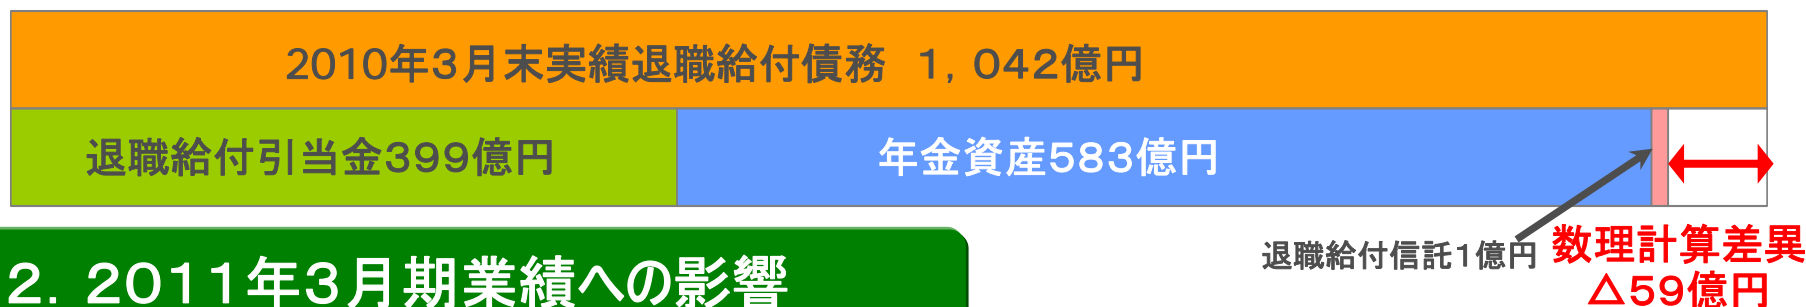 2010年3月末実績退職給付債務　1，042億円
退職給付引当金399億円
年金資産583億円
退職給付信託1億円
数理計算差異
△59億円
2．2011年3月期業績への影響